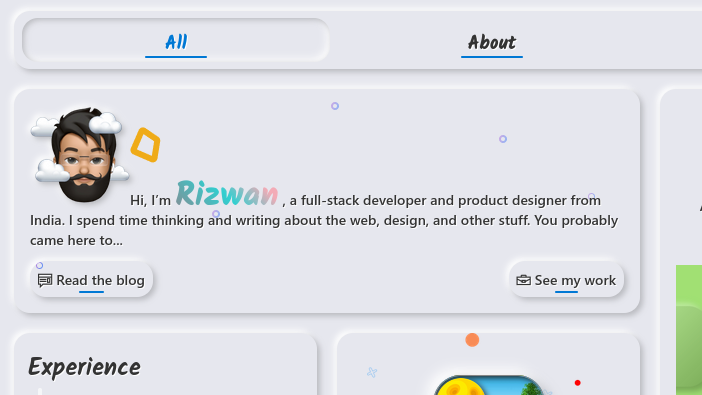 All
About
Hi, I’m Rizwan, a full-stack developer and product designer from
India. I spend time thinking and writing about the web, design, and other stuff. You probably
came here to...
Read the blog
See my work
Experience